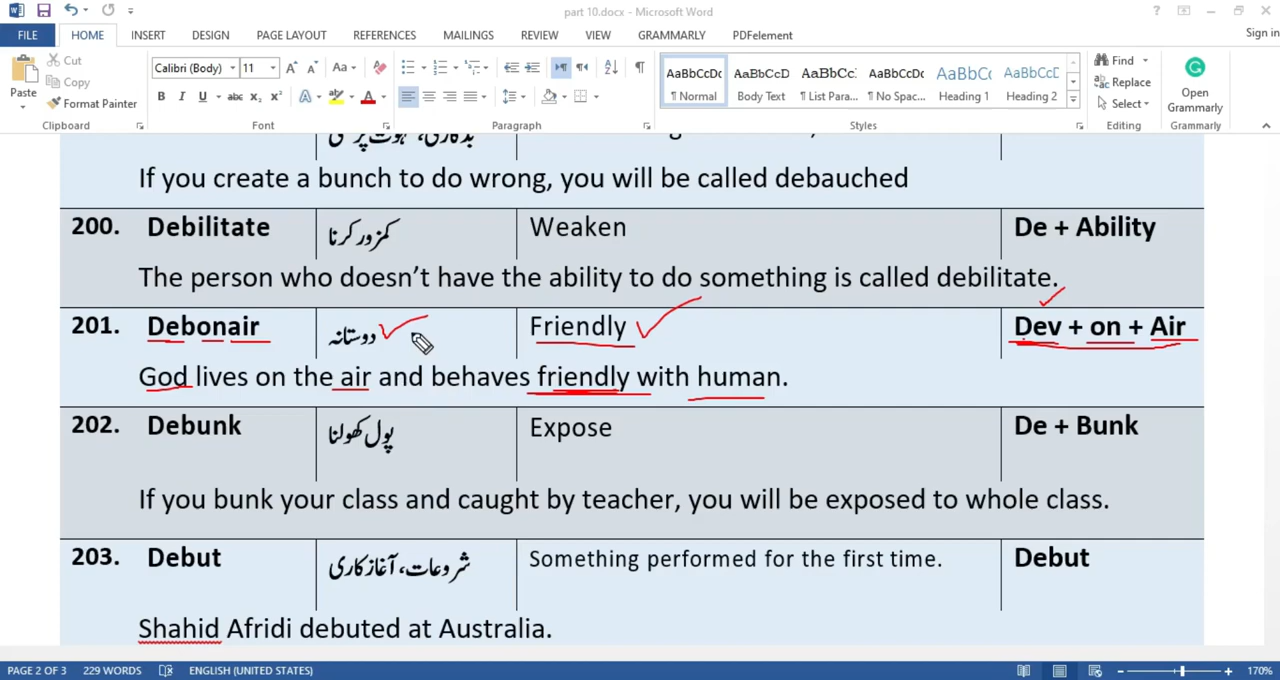 part 10.docx - Microsoft Word
FILE HOME INSERT DESIGN PAGE LAYOUT REFERENCES MAILINGS REVIEW VIEW GRAMMARLY PDFelement Sign in
Cut
Copy
Format Painter
Paste
Calibri (Body) 11
AaBbCcDc AaBbCcD AaBbCc: AaBbCcDc AaBbCc AaBbCcD
¶ Normal Body Text ¶ List Para... ¶ No Spac... Heading 1 Heading 2
Find
Replace
Select
Open
Grammarly
Clipboard Font Paragraph Styles Editing Grammarly
If you create a bunch to do wrong, you will be called debauched
200. Debilitate کمزور کرنا Weaken De + Ability
The person who doesn’t have the ability to do something is called debilitate.
201. Debonair دوستانہ Friendly Dev + on + Air
God lives on the air and behaves friendly with human.
202. Debunk پول کھولنا Expose De + Bunk
If you bunk your class and caught by teacher, you will be exposed to whole class.
203. Debut شروعات، آغاز کاری Something performed for the first time. Debut
Shahid Afridi debuted at Australia.
PAGE 2 OF 3 229 WORDS ENGLISH (UNITED STATES) 170%